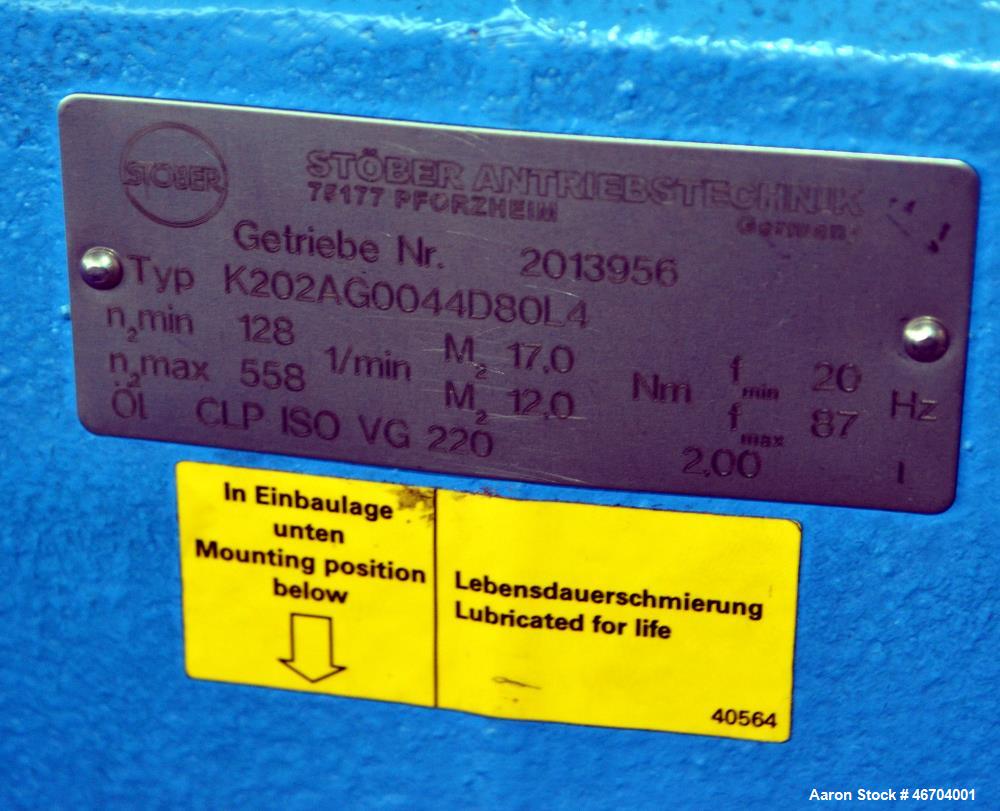 STÖBER
STÖBER ANTRIEBSTECHNIK
75177 PFORZHEIM
Germany
Getriebe Nr. 2013956
Typ K202AG0044D80L4
n₂min 128 1/min M₂ 17,0 Nm f min 20 Hz
n₂max 558 M₂ 12,0 f max 87
Öl CLP ISO VG 220 2,00 l
In Einbaulage
unten
Mounting position
below
Lebensdauerschmierung
Lubricated for life
40564
Aaron Stock # 46704001